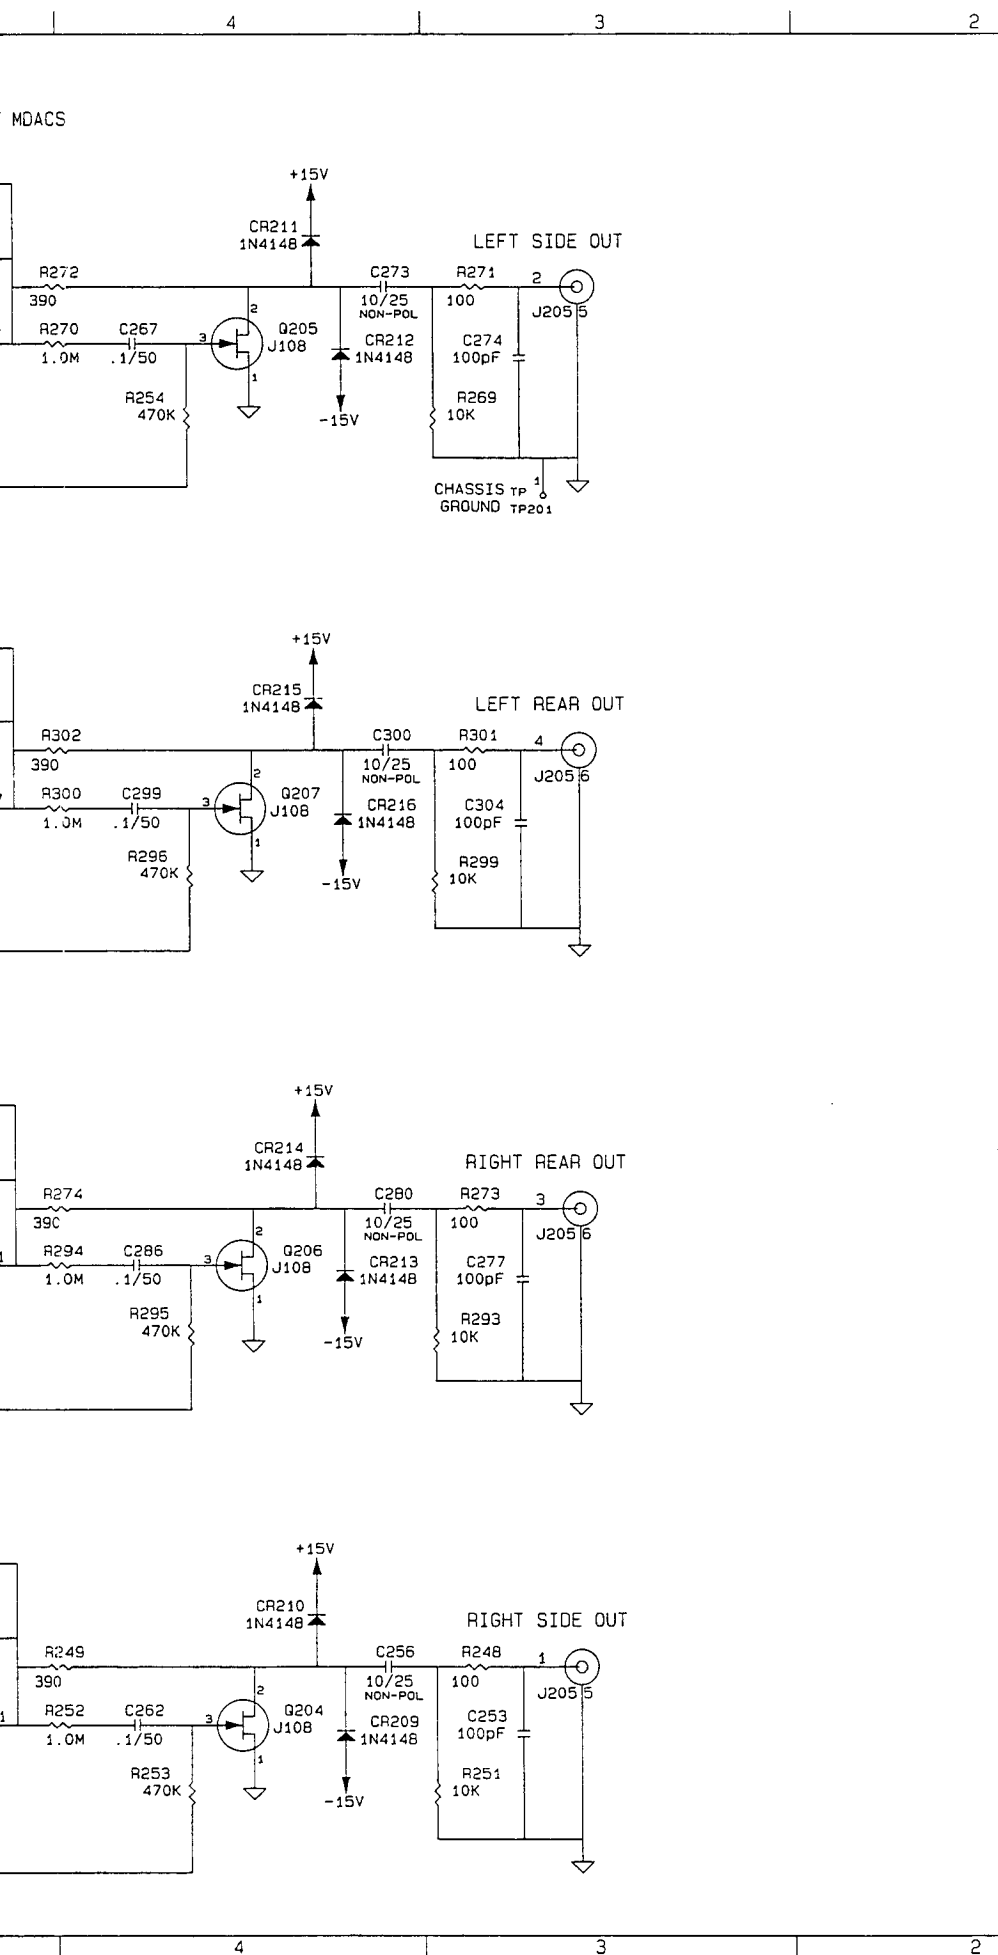 4 3 2
MDACS
+15V
CR211
1N4148
LEFT SIDE OUT
R272
390
C273
10/25
NON-POL
R271
100
2
J205 5
R270
1.0M
C267
.1/50
3
2
1
Q205
J108
CR212
1N4148
C274
100pF
R254
470K
-15V
R269
10K
CHASSIS TP 1
GROUND TP201
+15V
CR215
1N4148
LEFT REAR OUT
R302
390
C300
10/25
NON-POL
R301
100
4
J205 6
R300
1.0M
C299
.1/50
3
2
1
Q207
J108
CR216
1N4148
C304
100pF
R296
470K
-15V
R299
10K
+15V
CR214
1N4148
RIGHT REAR OUT
R274
390
C280
10/25
NON-POL
R273
100
3
J205 6
1
R294
1.0M
C286
.1/50
3
2
1
Q206
J108
CR213
1N4148
C277
100pF
R295
470K
-15V
R293
10K
+15V
CR210
1N4148
RIGHT SIDE OUT
R249
390
C256
10/25
NON-POL
R248
100
1
J205 5
1
R252
1.0M
C262
.1/50
3
2
1
Q204
J108
CR209
1N4148
C253
100pF
R253
470K
-15V
R251
10K
4 3 2